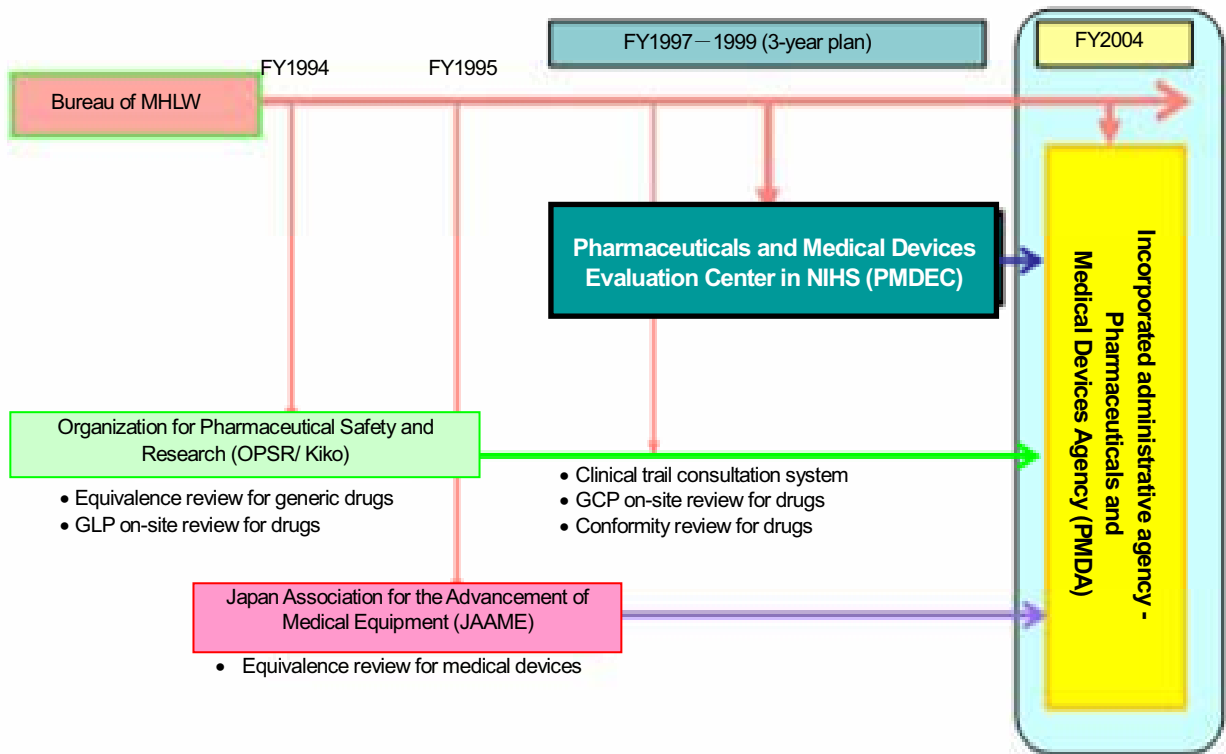 FY1997－1999 (3-year plan)
FY2004
FY1994
FY1995
Bureau of MHLW
Pharmaceuticals and Medical Devices
Evaluation Center in NIHS (PMDEC)
Incorporated administrative agency -
Pharmaceuticals and
Medical Devices Agency (PMDA)
Organization for Pharmaceutical Safety and
Research (OPSR/ Kiko)
• Equivalence review for generic drugs
• GLP on-site review for drugs
• Clinical trail consultation system
• GCP on-site review for drugs
• Conformity review for drugs
Japan Association for the Advancement of
Medical Equipment (JAAME)
• Equivalence review for medical devices